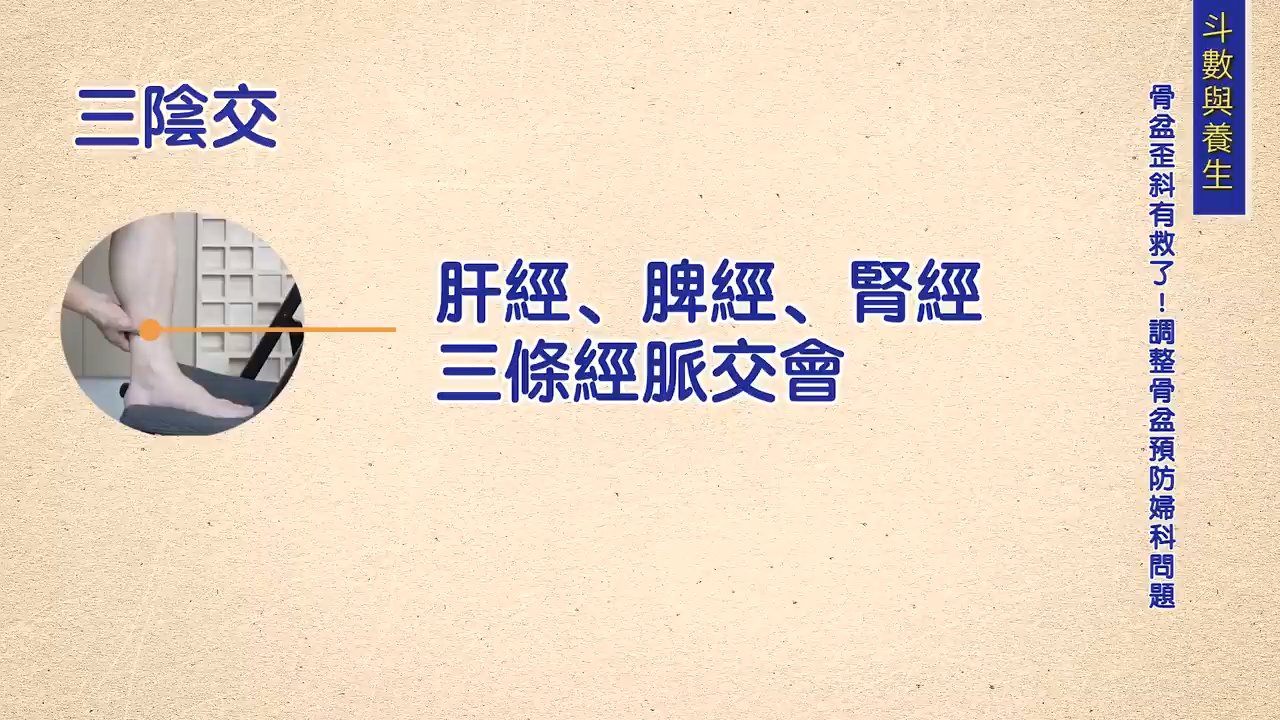 斗數與養生
骨盆歪斜有救了！調整骨盆預防婦科問題
三陰交
肝經、脾經、腎經
三條經脈交會